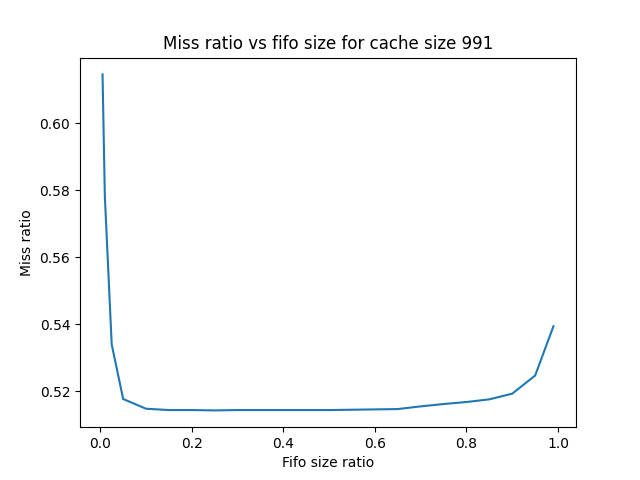 Miss ratio vs fifo size for cache size 991
0.60
0.58
0.56
0.54
0.52
Miss ratio
0.0 0.2 0.4 0.6 0.8 1.0
Fifo size ratio